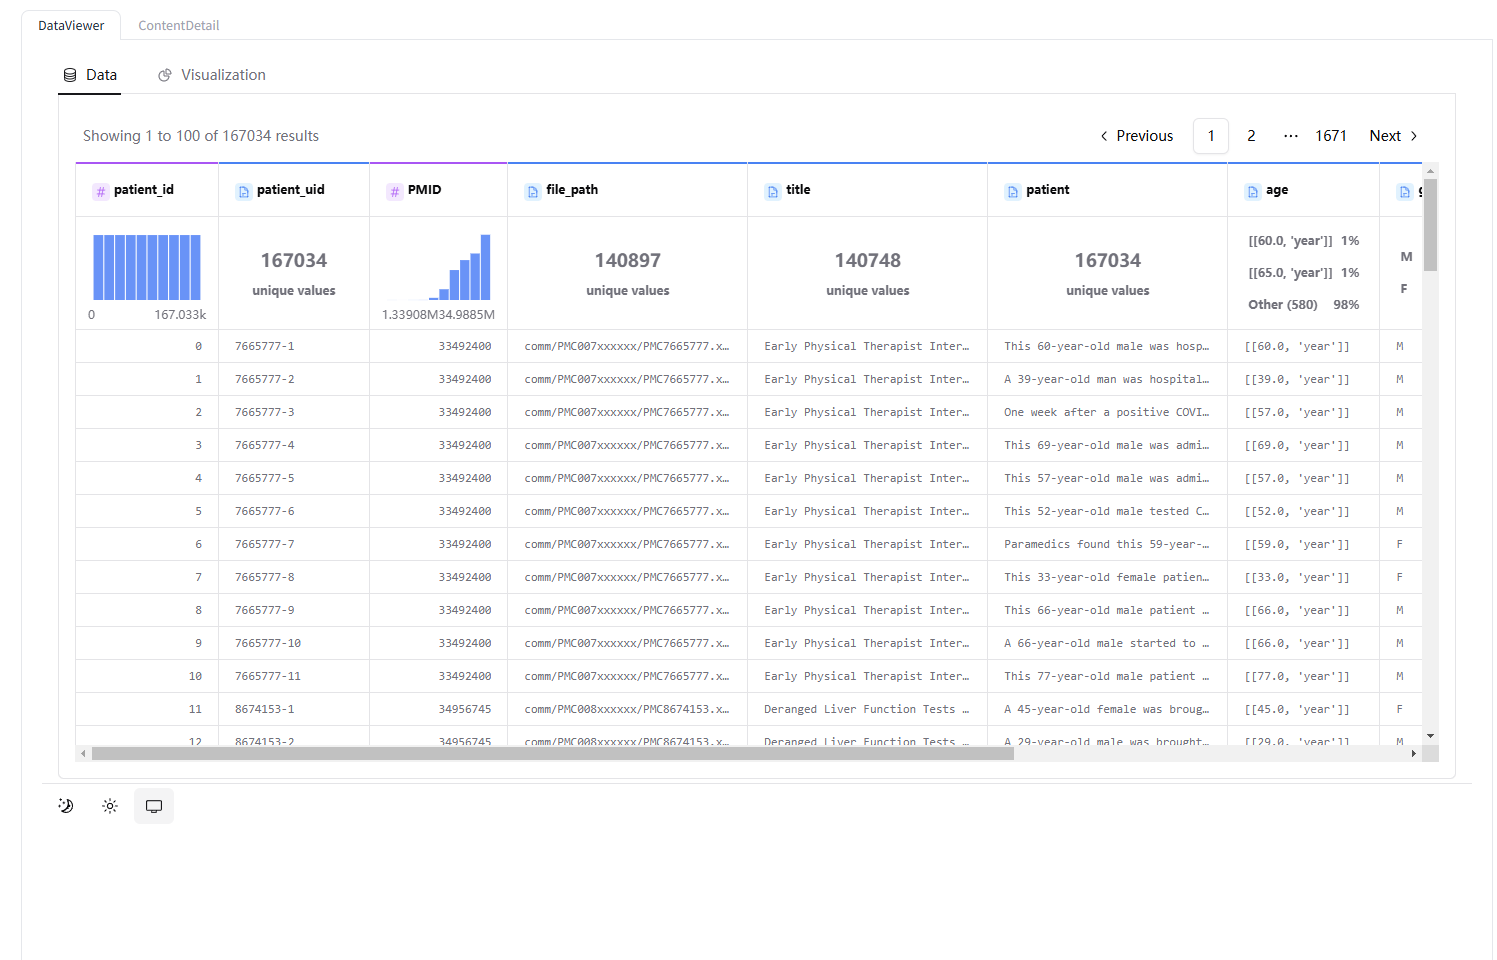 DataViewer ContentDetail
Data Visualization
Showing 1 to 100 of 167034 results Previous 1 2 ··· 1671 Next
# patient_id patient_uid # PMID file_path title patient age
[[60.0, 'year']] 1%
167034 140897 140748 167034 M
[[65.0, 'year']] 1%
unique values unique values unique values unique values F
Other (580) 98%
0 167.033k 1.33908M34.9885M
0 7665777-1 33492400 comm/PMC007xxxxxx/PMC7665777.x… Early Physical Therapist Inter… This 60-year-old male was hosp… [[60.0, 'year']] M
1 7665777-2 33492400 comm/PMC007xxxxxx/PMC7665777.x… Early Physical Therapist Inter… A 39-year-old man was hospital… [[39.0, 'year']] M
2 7665777-3 33492400 comm/PMC007xxxxxx/PMC7665777.x… Early Physical Therapist Inter… One week after a positive COVI… [[57.0, 'year']] M
3 7665777-4 33492400 comm/PMC007xxxxxx/PMC7665777.x… Early Physical Therapist Inter… This 69-year-old male was admi… [[69.0, 'year']] M
4 7665777-5 33492400 comm/PMC007xxxxxx/PMC7665777.x… Early Physical Therapist Inter… This 57-year-old male was admi… [[57.0, 'year']] M
5 7665777-6 33492400 comm/PMC007xxxxxx/PMC7665777.x… Early Physical Therapist Inter… This 52-year-old male tested C… [[52.0, 'year']] M
6 7665777-7 33492400 comm/PMC007xxxxxx/PMC7665777.x… Early Physical Therapist Inter… Paramedics found this 59-year-… [[59.0, 'year']] F
7 7665777-8 33492400 comm/PMC007xxxxxx/PMC7665777.x… Early Physical Therapist Inter… This 33-year-old female patien… [[33.0, 'year']] F
8 7665777-9 33492400 comm/PMC007xxxxxx/PMC7665777.x… Early Physical Therapist Inter… This 66-year-old male patient … [[66.0, 'year']] M
9 7665777-10 33492400 comm/PMC007xxxxxx/PMC7665777.x… Early Physical Therapist Inter… A 66-year-old male started to … [[66.0, 'year']] M
10 7665777-11 33492400 comm/PMC007xxxxxx/PMC7665777.x… Early Physical Therapist Inter… This 77-year-old male patient … [[77.0, 'year']] M
11 8674153-1 34956745 comm/PMC008xxxxxx/PMC8674153.x… Deranged Liver Function Tests … A 45-year-old female was broug… [[45.0, 'year']] F
12 8674153-2 34956745 comm/PMC008xxxxxx/PMC8674153.x… Deranged Liver Function Tests … A 29-year-old male was brought… [[29.0, 'year']] M